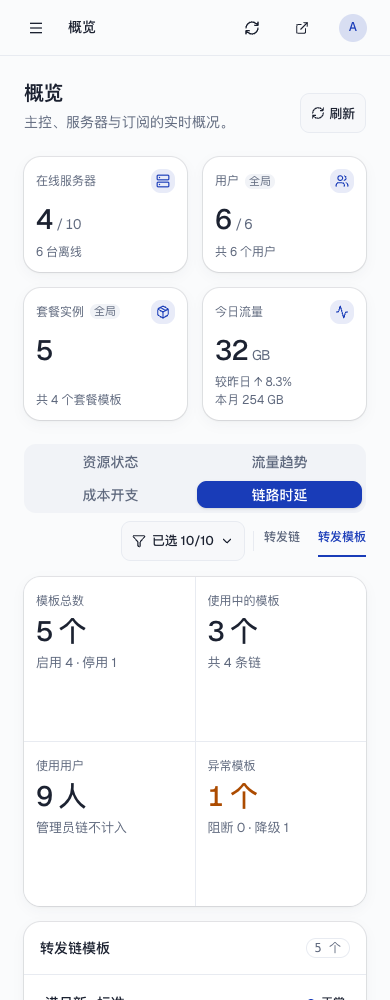 概览
A
概览
主控、服务器与订阅的实时概况。
刷新
在线服务器
4 / 10
6 台离线
用户 全局
6 / 6
共 6 个用户
套餐实例 全局
5
共 4 个套餐模板
今日流量
32 GB
较昨日 ↑ 8.3%
本月 254 GB
资源状态
流量趋势
成本开支
链路时延
已选 10/10
转发链
转发模板
模板总数
5 个
启用 4 · 停用 1
使用中的模板
3 个
共 4 条链
使用用户
9 人
管理员链不计入
异常模板
1 个
阻断 0 · 降级 1
转发链模板
5 个